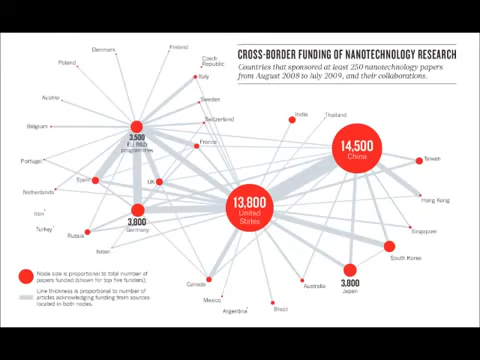 CROSS-BORDER FUNDING OF NANOTECHNOLOGY RESEARCH
Countries that sponsored at least 250 nanotechnology papers
from August 2008 to July 2009, and their collaborations.
Denmark
Finland
Poland
Czech
Republic
Italy
Austria
Sweden
Switzerland
Belgium
3,500
EU R&D
programmes
France
India
Thailand
14,500
China
Taiwan
Portugal
Spain
UK
Netherlands
13,800
United
States
Hong Kong
Iran
3,800
Germany
Turkey
Russia
Singapore
Israel
South Korea
Canada
Australia
3,800
Japan
Mexico
Argentina
Brazil
Node size is proportional to total number of
papers funded (shown for top five funders).
Line thickness is proportional to number of
articles acknowledging funding from sources
located in both nodes.